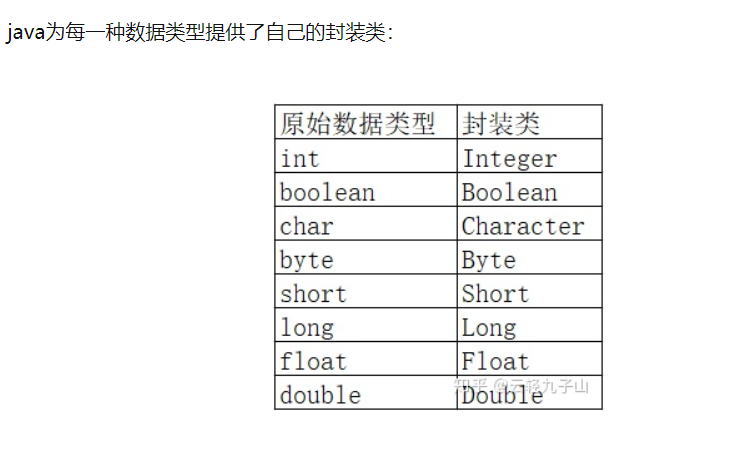 java为每一种数据类型提供了自己的封装类：
原始数据类型 封装类
int Integer
boolean Boolean
char Character
byte Byte
short Short
long Long
float Float
double Double
知乎 @云轻九子山